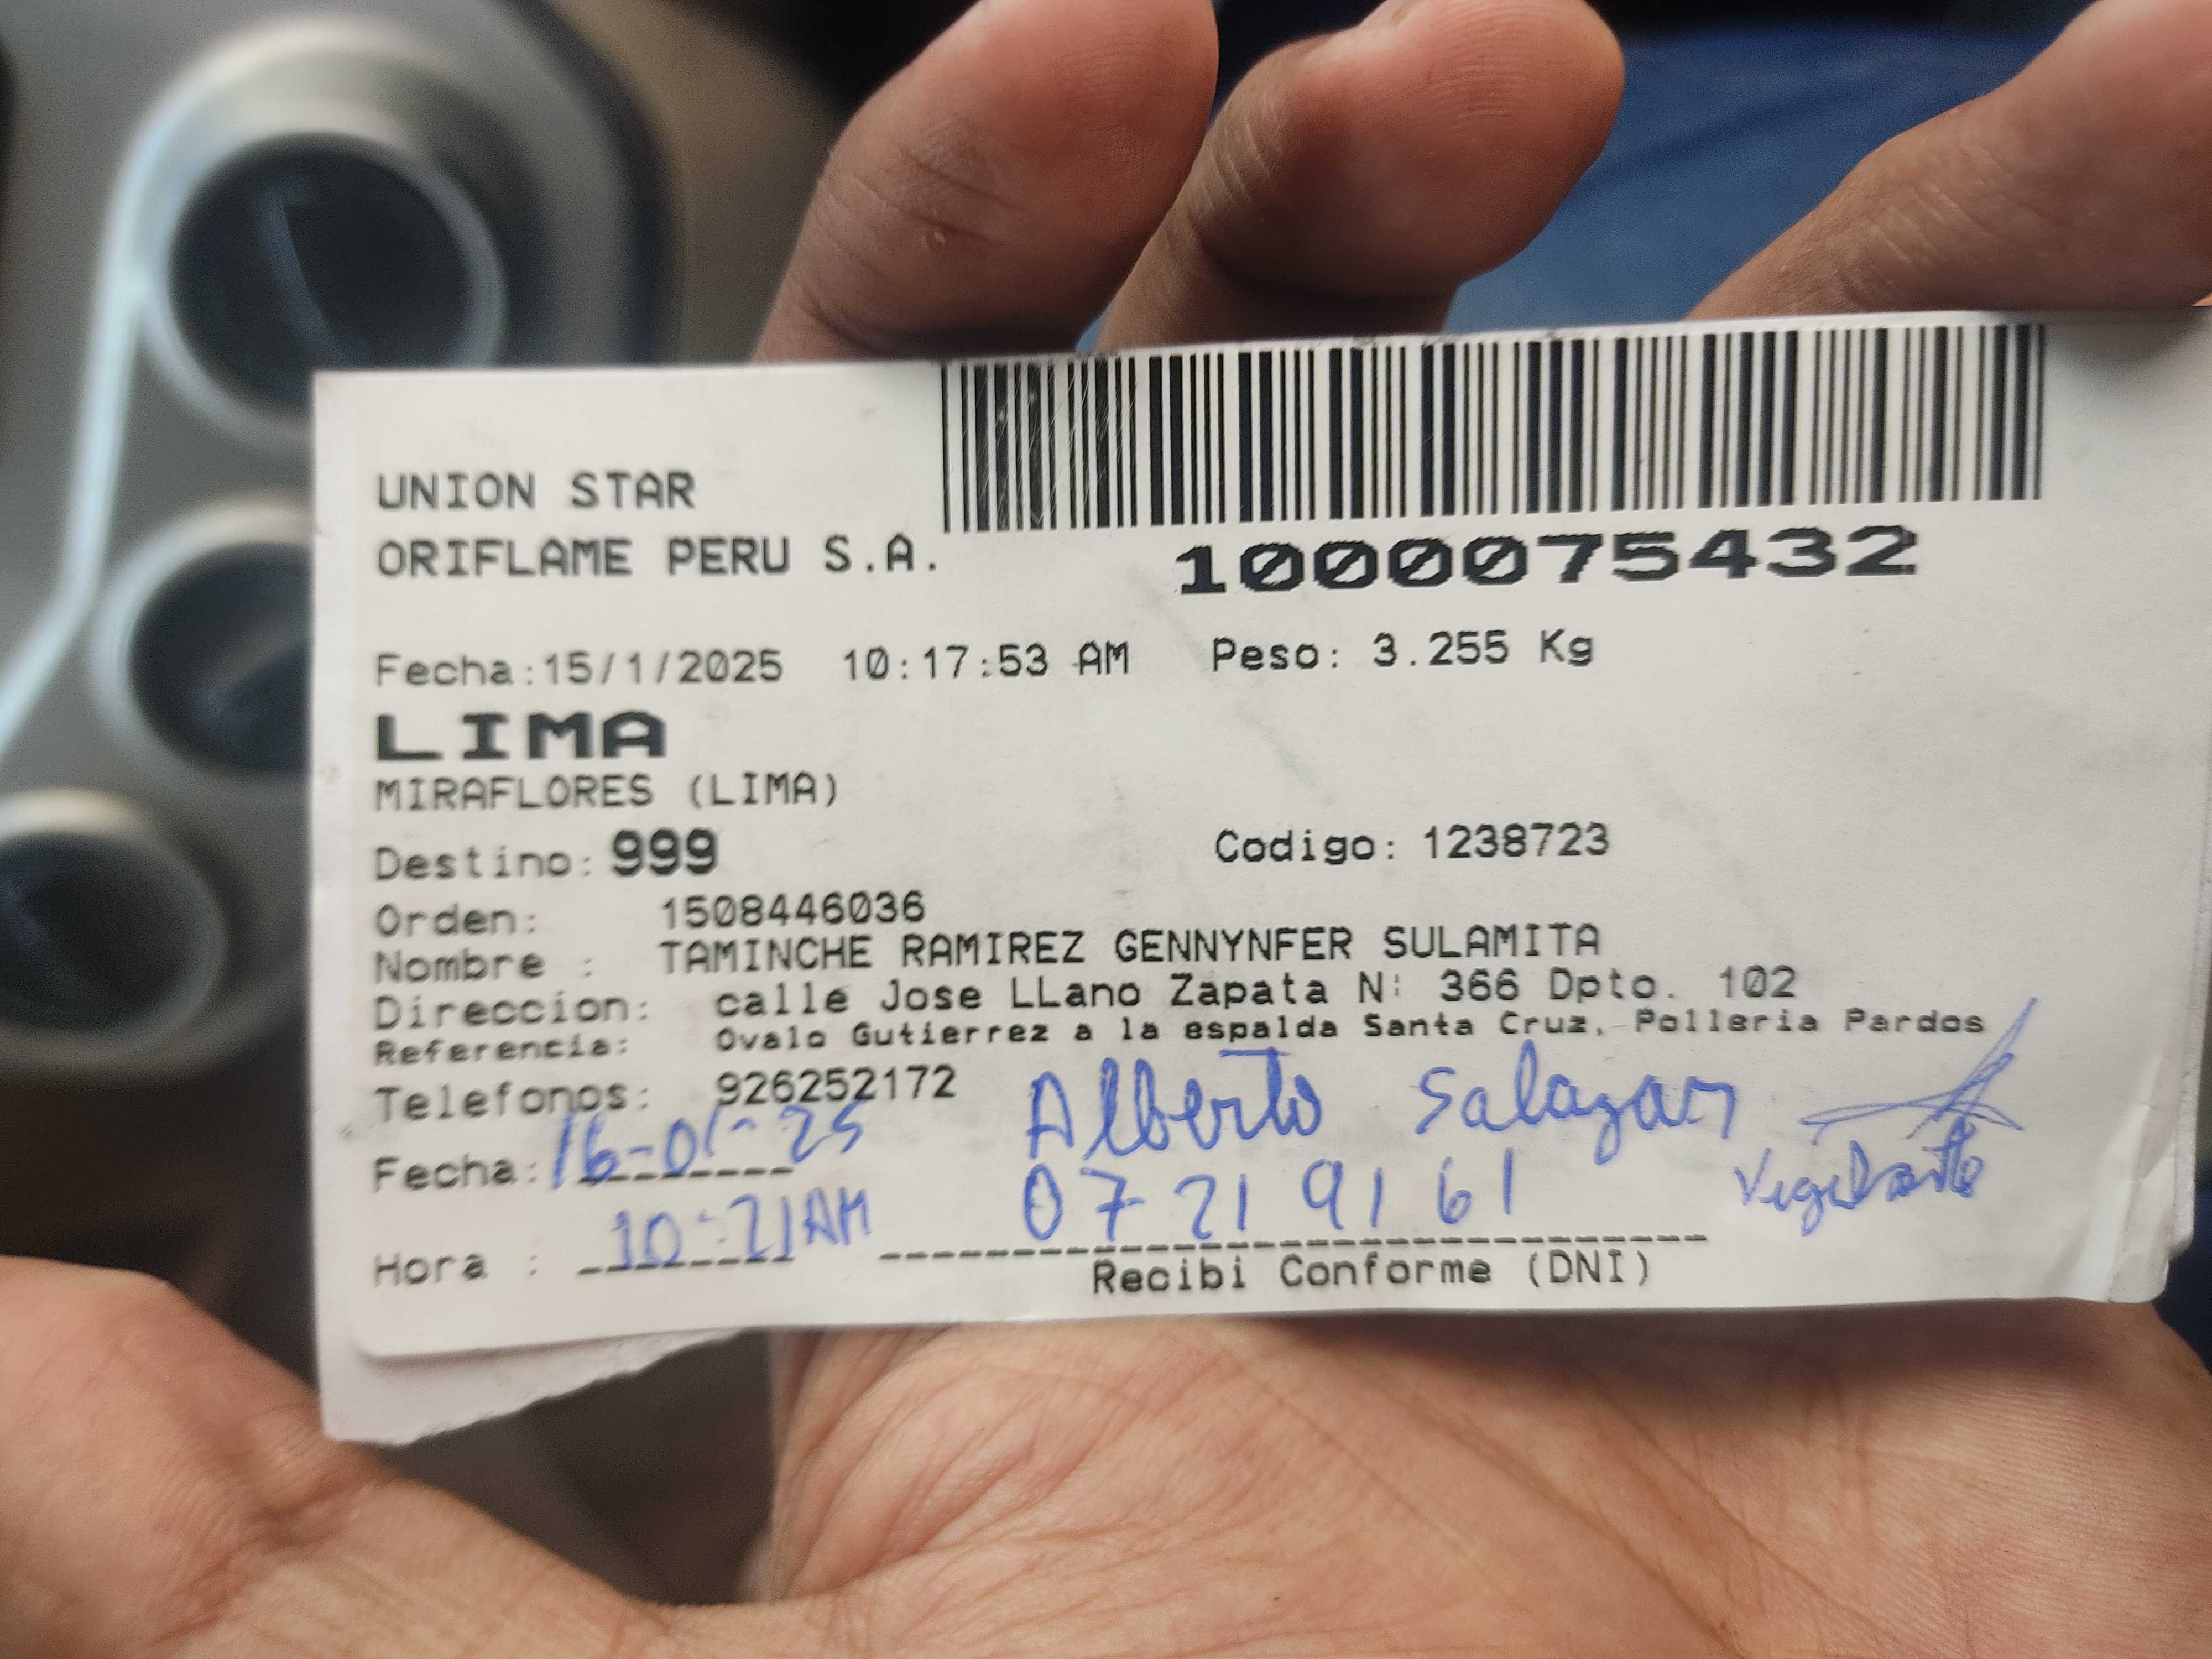 UNION STAR
ORIFLAME PERU S.A.
1000075432
Fecha:15/1/2025 10:17:53 AM Peso: 3.255 Kg
LIMA
MIRAFLORES (LIMA)
Destino: 999 Codigo: 1238723
Orden: 1508446036
Nombre : TAMINCHE RAMIREZ GENNYNFER SULAMITA
Direccion: calle Jose LLano Zapata N: 366 Dpto. 102
Referencia: Ovalo Gutierrez a la espalda Santa Cruz, Polleria Pardos
Telefonos: 926252172 Alberto Salazar
Fecha: 16-01-25 07219161 Vigilante
Hora : 10:21AM
Recibi Conforme (DNI)